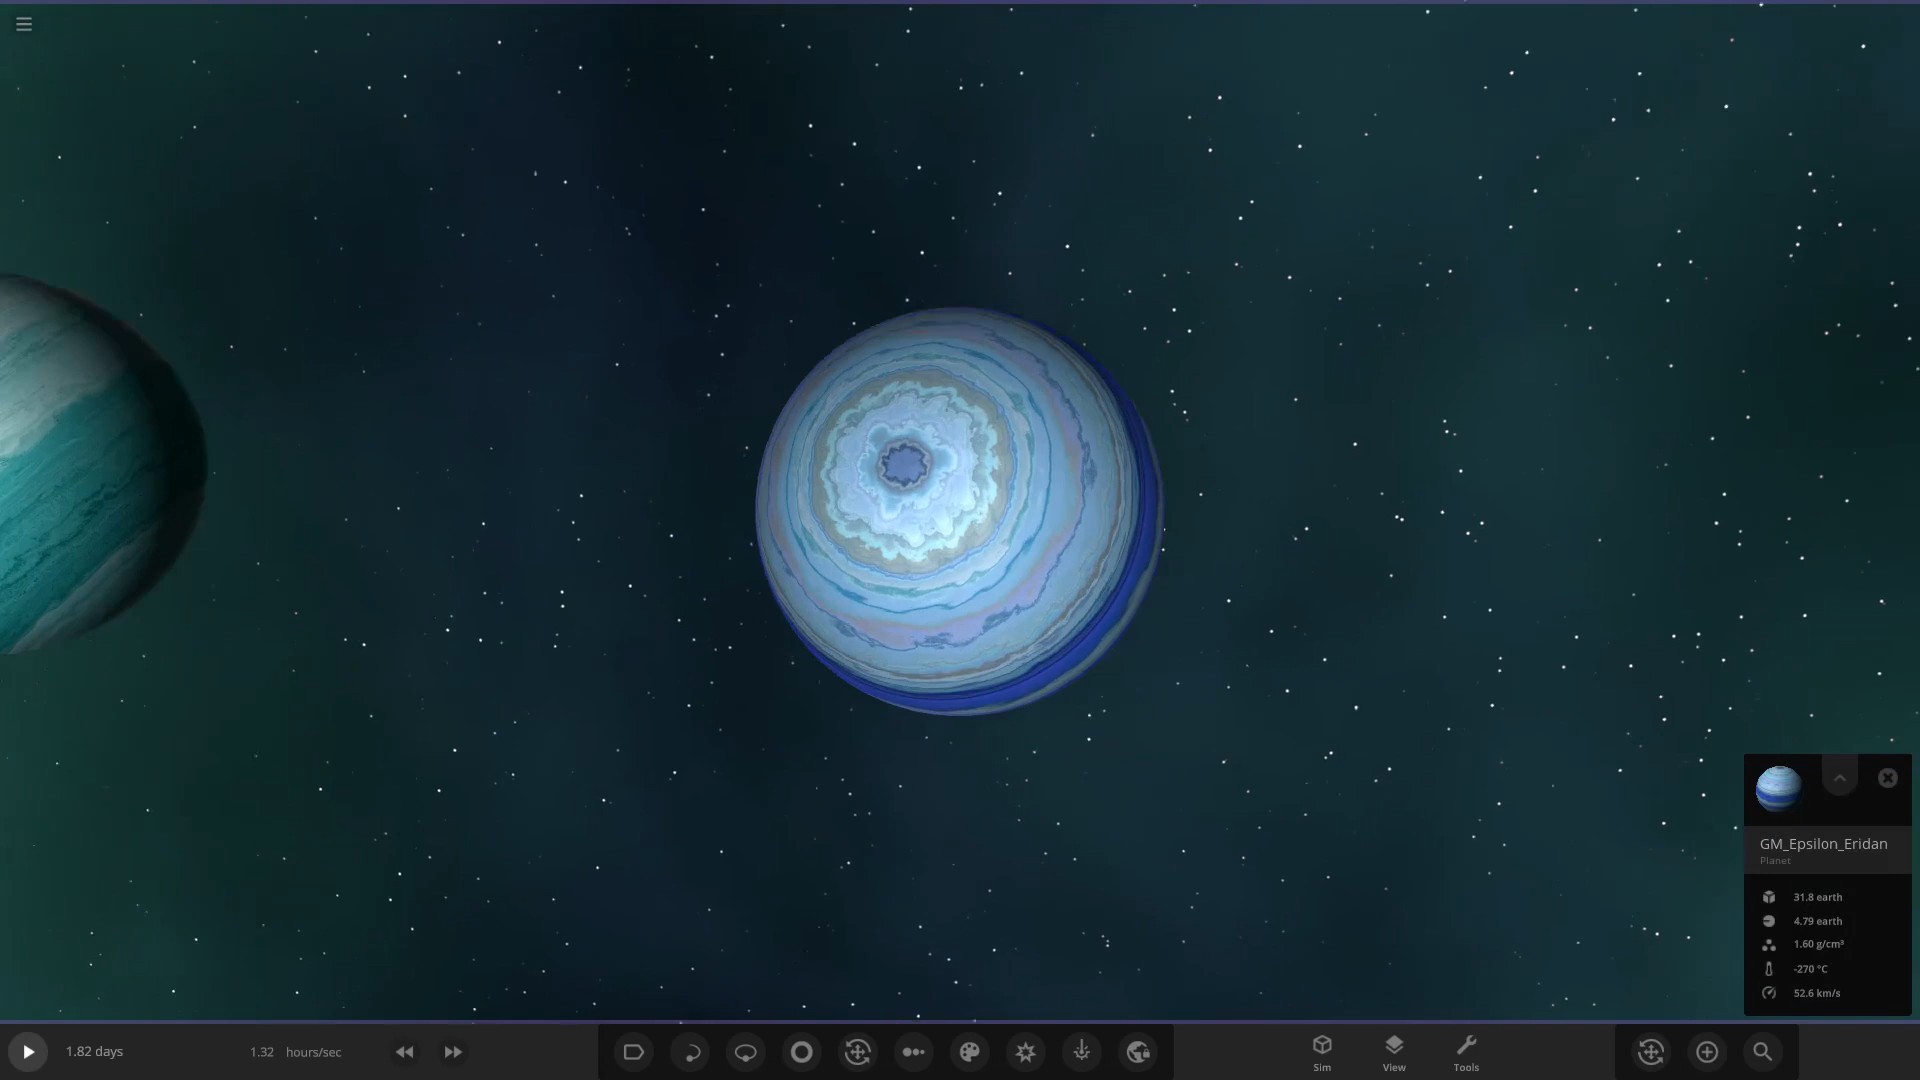 GM_Epsilon_Eridan
Planet
31.8 earth
4.79 earth
1.60 g/cm³
-270 °C
52.6 km/s
1.82 days
1.32 hours/sec
Sim
View
Tools